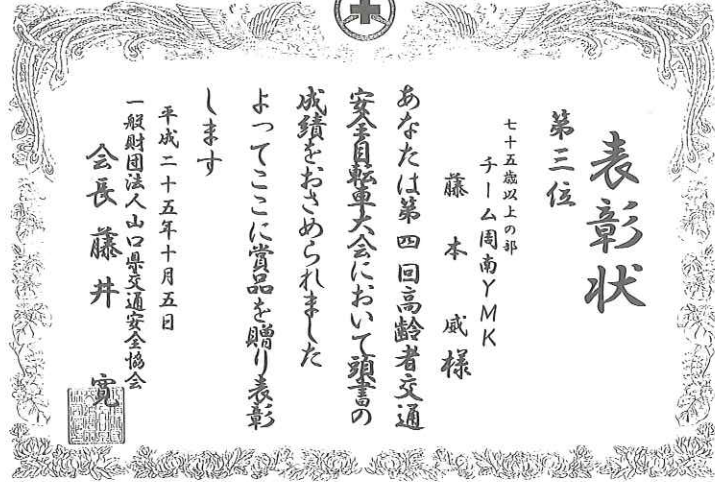 表彰状
第三位
七十五歳以上の部
チーム周南YMK
藤本威様
あなたは第四回高齢者交通
安全自転車大会において頭書の
成績をおさめられました
よってここに賞品を贈り表彰
します
平成二十五年十月五日
一般財団法人山口県交通安全協会
会長藤井寛